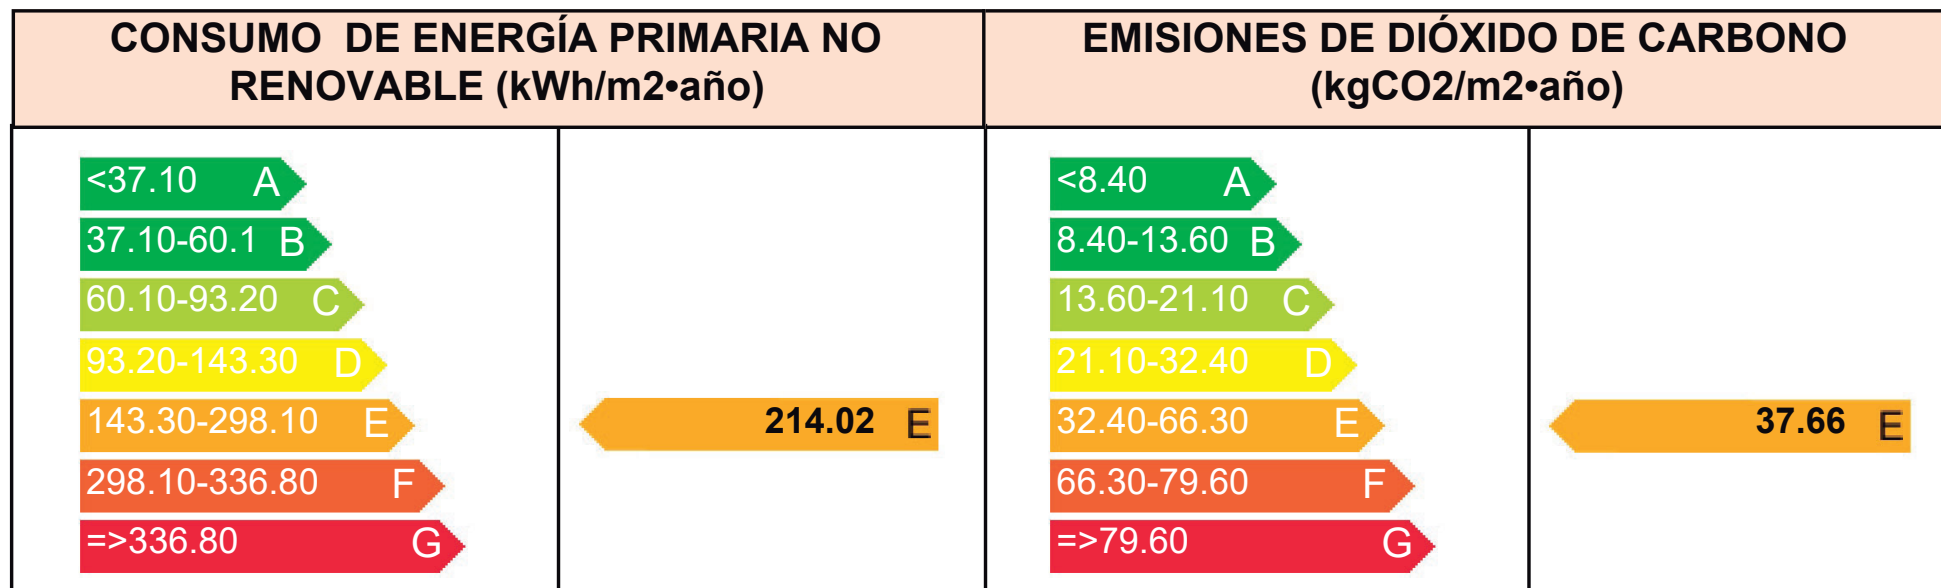 CONSUMO DE ENERGÍA PRIMARIA NO
RENOVABLE (kWh/m2•año)
<37.10 A
37.10-60.1 B
60.10-93.20 C
93.20-143.30 D
143.30-298.10 E
298.10-336.80 F
=>336.80 G
214.02 E
EMISIONES DE DIÓXIDO DE CARBONO
(kgCO2/m2•año)
<8.40 A
8.40-13.60 B
13.60-21.10 C
21.10-32.40 D
32.40-66.30 E
66.30-79.60 F
=>79.60 G
37.66 E